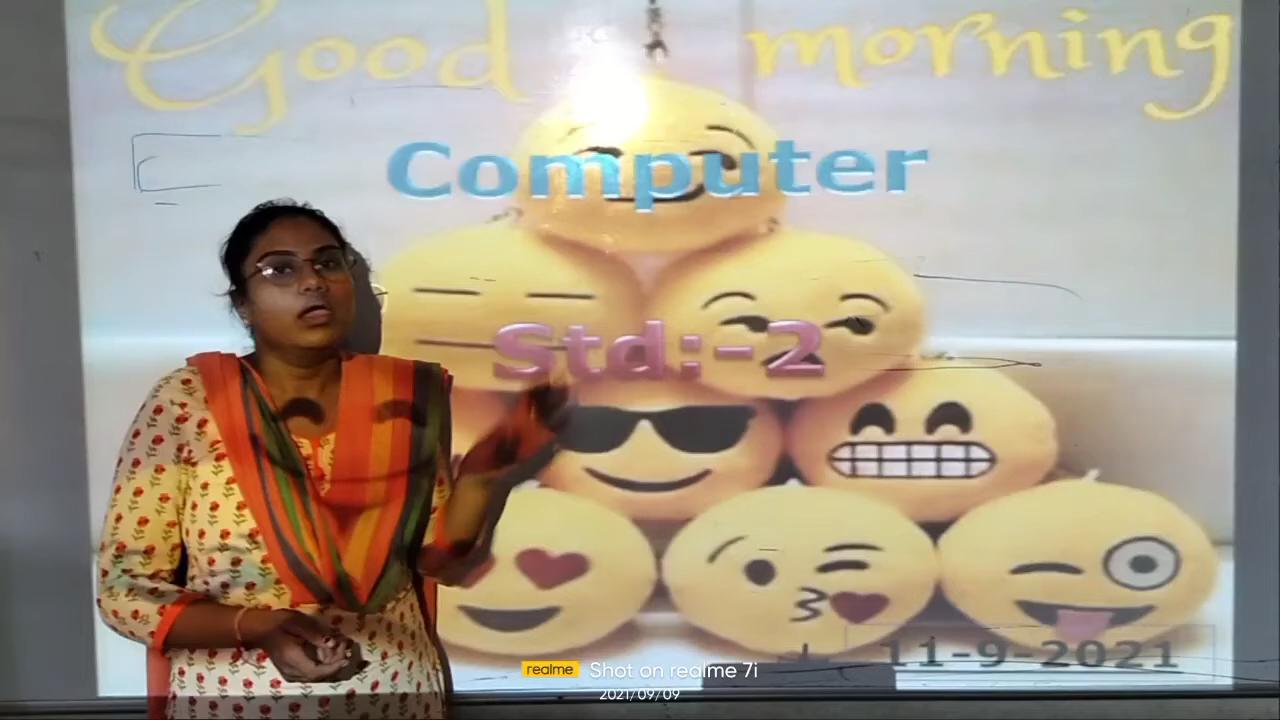 Good morning
Computer
Std:-2
11-9-2021
realme Shot on realme 7i
2021/09/09